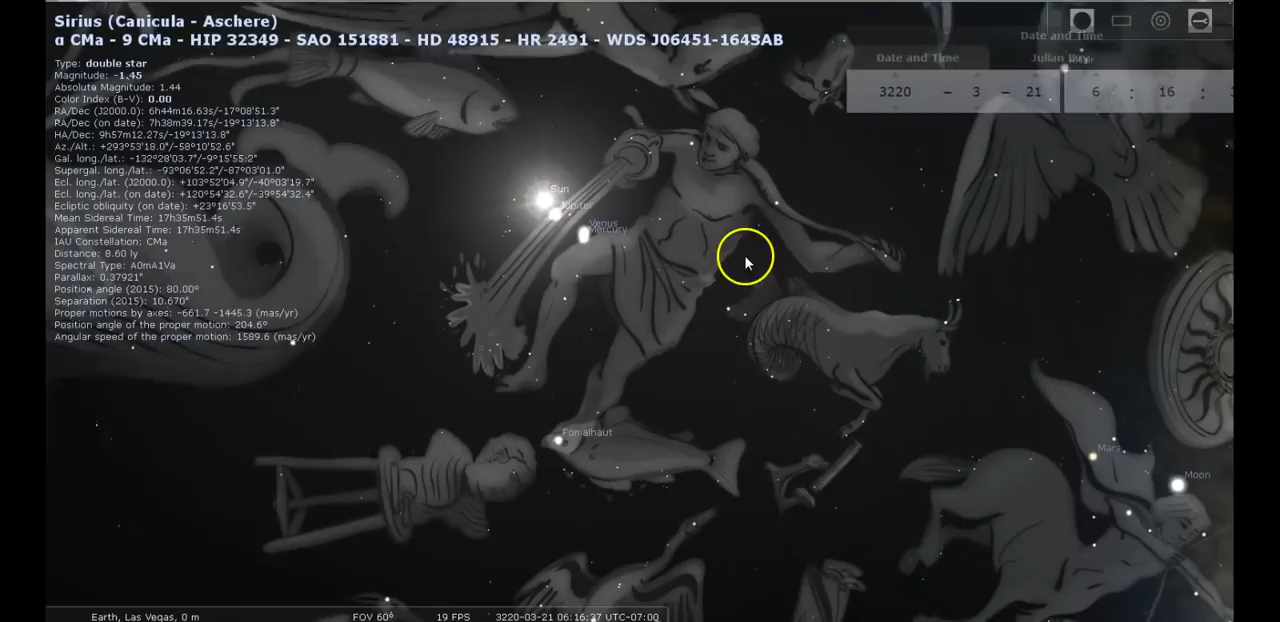 Sirius (Canicula - Aschere)
α CMa - 9 CMa - HIP 32349 - SAO 151881 - HD 48915 - HR 2491 - WDS J06451-1643AB
Type: double star
Magnitude: -1.45
Absolute Magnitude: 1.44
Color Index (B-V): 0.00
RA/Dec (J2000.0): 6h44m16.63s/-17°08'51.3"
RA/Dec (on date): 7h38m39.17s/-19°13'13.8"
HA/Dec: 9h57m12.27s/-19°13'13.8"
Az./Alt.: +293°53'18.0"/-58°10'52.6"
Gal. long./lat.: -132°28'03.7"/-9°15'55.2"
Supergal. long./lat.: -93°06'52.2"/-87°03'01.0"
Ecl. long./lat. (J2000.0): +103°52'04.9"/-40°03'19.7"
Ecl. long./lat. (on date): +120°54'32.6"/-39°54'32.4"
Ecliptic obliquity (on date): +23°16'53.5"
Mean Sidereal Time: 17h35m51.4s
Apparent Sidereal Time: 17h35m51.4s
IAU Constellation: CMa
Distance: 8.60 ly
Spectral Type: A0mA1Va
Parallax: 0.37921"
Position angle (2015): 80.00°
Separation (2015): 10.670"
Proper motions by axes: -661.7 -1445.3 (mas/yr)
Position angle of the proper motion: 204.6°
Angular speed of the proper motion: 1589.6 (mas/yr)
Date and Time
Date and Time
Julian Day
3220 - 3 - 21 6 : 16 :
Sun
Jupiter
Venus
Mercury
Fomalhaut
Mars
Moon
Earth, Las Vegas, 0 m FOV 60° 19 FPS 3220-03-21 06:16:37 UTC-07:00